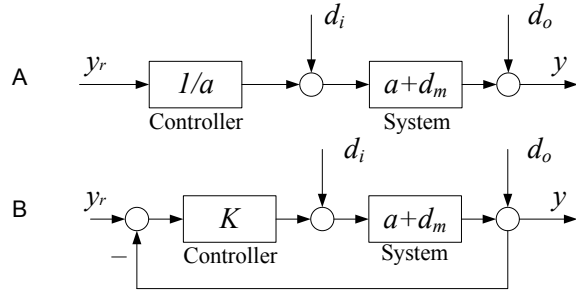 d_i d_o
A y_r 1/a a+d_m y
Controller System
d_i d_o
B y_r K a+d_m y
− Controller System